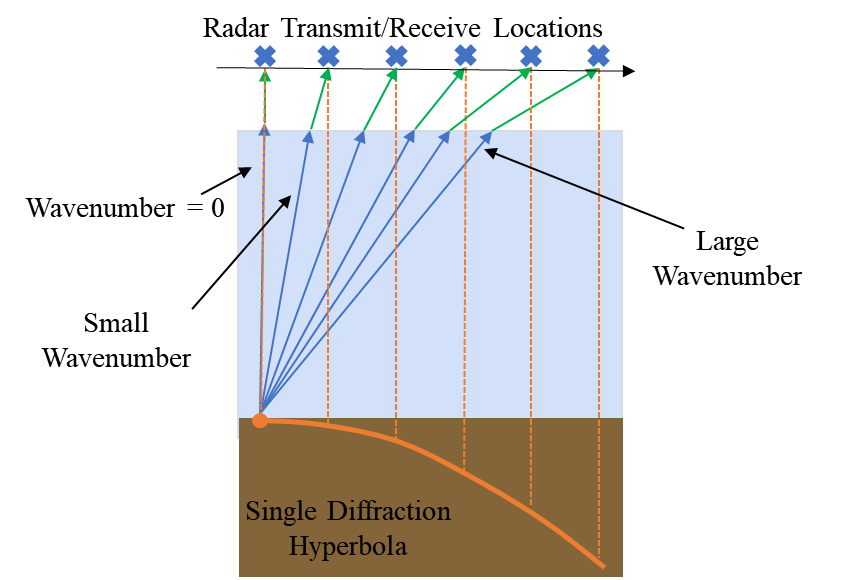 Radar Transmit/Receive Locations
Wavenumber = 0
Large
Wavenumber
Small
Wavenumber
Single Diffraction
Hyperbola